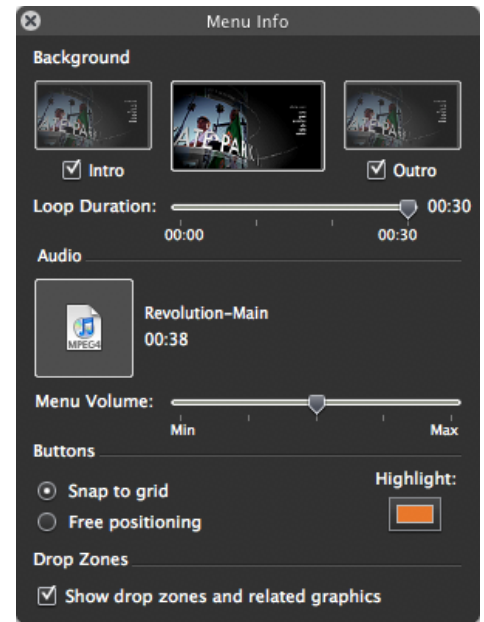 Menu Info
Background
Intro
Outro
Loop Duration: 00:30
00:00 00:30
Audio
MPEG4
Revolution-Main
00:38
Menu Volume:
Min Max
Buttons
Snap to grid
Highlight:
Free positioning
Drop Zones
Show drop zones and related graphics